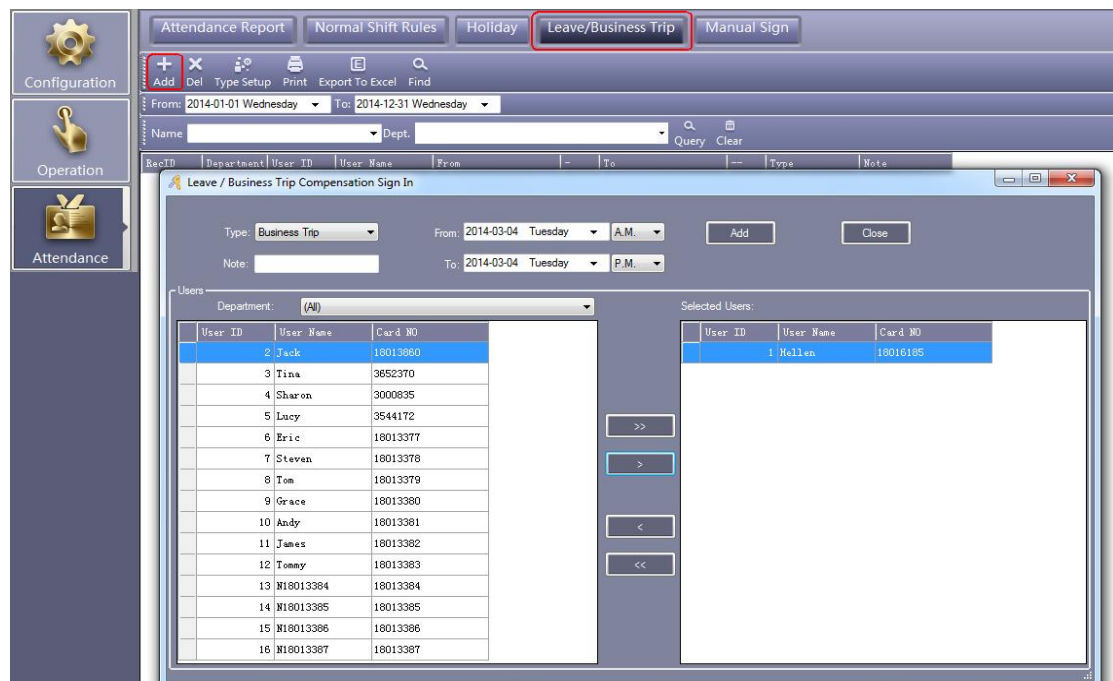 Attendance Report Normal Shift Rules Holiday Leave/Business Trip Manual Sign
Configuration
Add Del Type Setup Print Export To Excel Find
From: 2014-01-01 Wednesday To: 2014-12-31 Wednesday
Name Dept. Query Clear
Operation
RecID Department User ID User Name From - To -- Type Note
Leave / Business Trip Compensation Sign In
Attendance
Type: Business Trip From: 2014-03-04 Tuesday A.M. Add Close
Note: To: 2014-03-04 Tuesday P.M.
Users
Department: (All) Selected Users:
User ID User Name Card NO User ID User Name Card NO
2 Jack 18013860 1 Hellen 18016185
3 Tina 3652370
4 Sharon 3000835
5 Lucy 3544172
>>
6 Eric 18013377
7 Steven 18013378
>
8 Tom 18013379
9 Grace 18013380
10 Andy 18013381
<
11 James 18013382
12 Tommy 18013383
<<
13 N18013384 18013384
14 N18013385 18013385
15 N18013386 18013386
16 N18013387 18013387